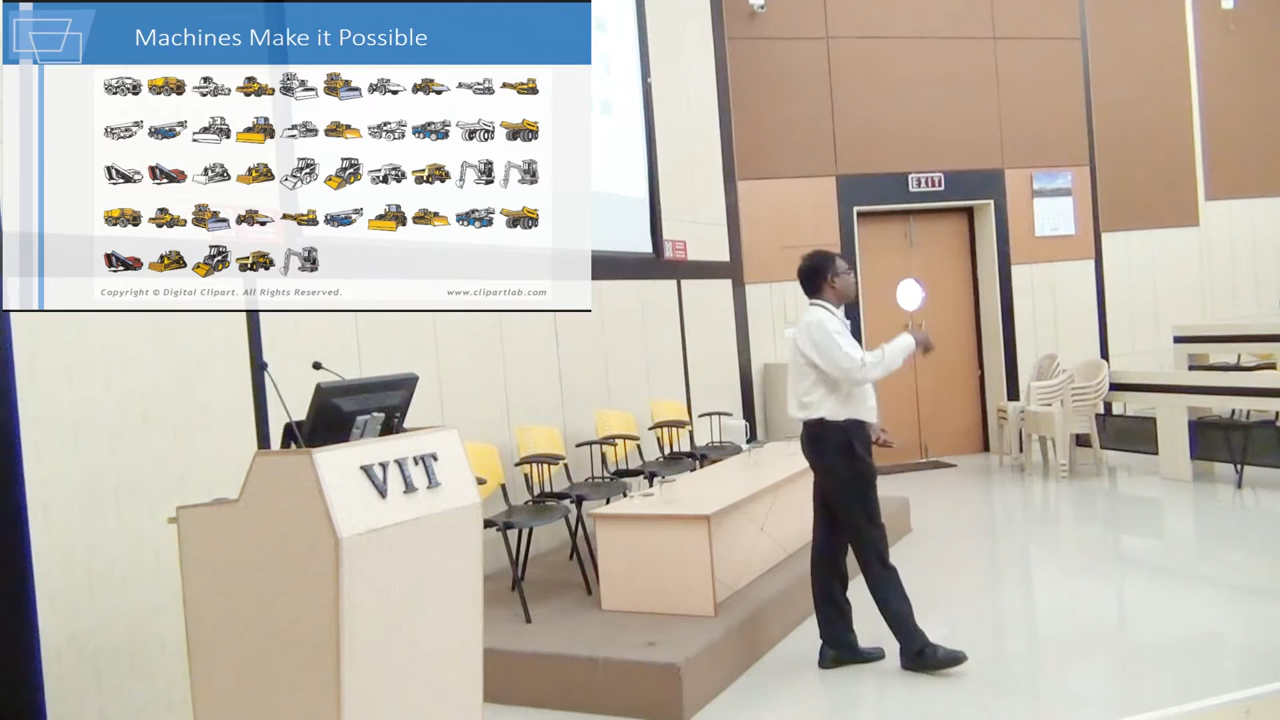 Machines Make it Possible
Copyright © Digital Clipart. All Rights Reserved.
www.clipartlab.com
EXIT
VIT